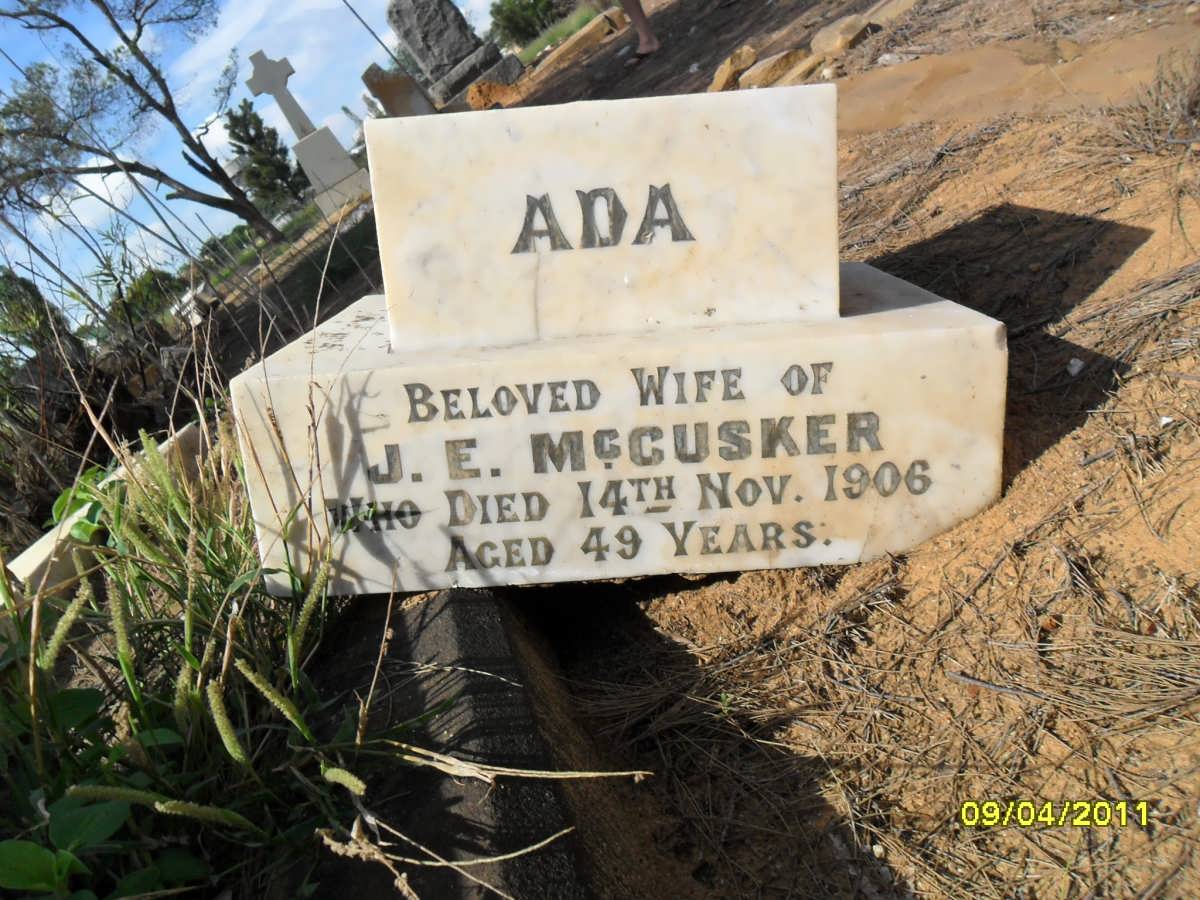 ADA
BELOVED WIFE OF
J. E. McCUSKER
WHO DIED 14TH NOV. 1906
AGED 49 YEARS.
09/04/2011